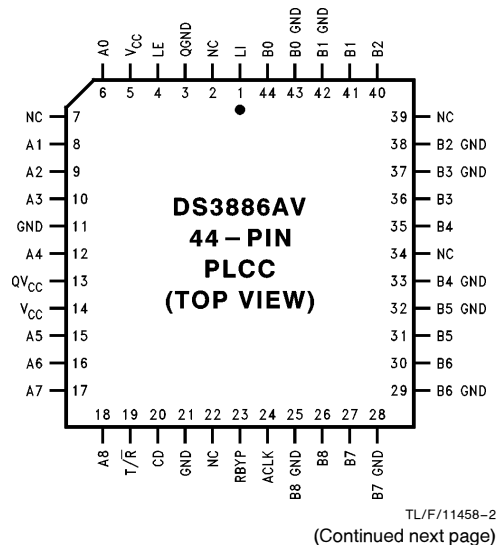 A0 VCC LE QGND NC LI B0 B0 GND B1 GND B1 B2
6 5 4 3 2 1 44 43 42 41 40
NC 7 39 NC
A1 8 38 B2 GND
A2 9 37 B3 GND
A3 10 36 B3
GND 11 35 B4
A4 12 34 NC
QVCC 13 33 B4 GND
VCC 14 32 B5 GND
A5 15 31 B5
A6 16 30 B6
A7 17 29 B6 GND
DS3886AV
44–PIN
PLCC
(TOP VIEW)
18 19 20 21 22 23 24 25 26 27 28
A8 T/R̅ CD GND NC RBYP ACLK B8 GND B8 B7 B7 GND
TL/F/11458–2
(Continued next page)